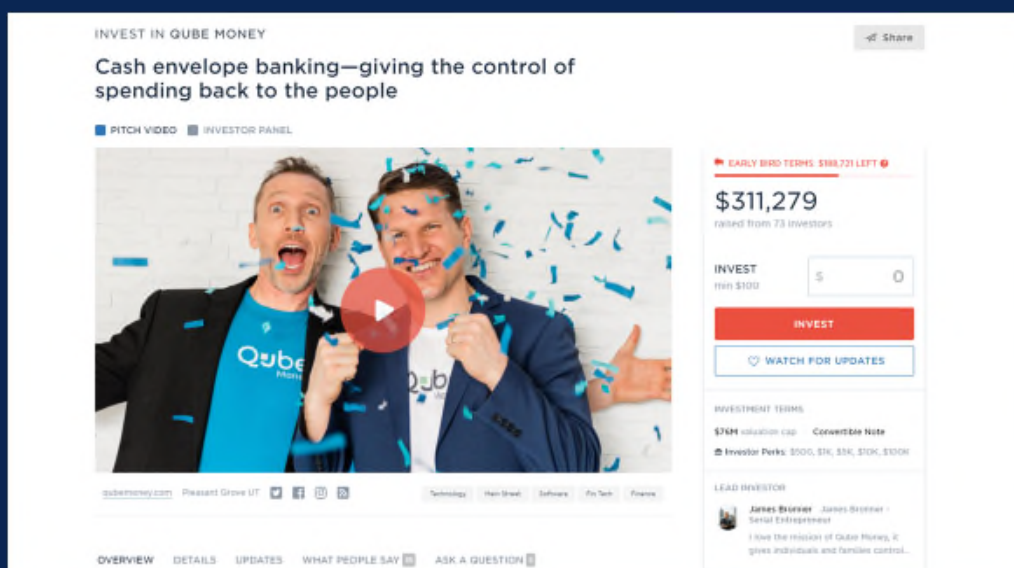 INVEST IN QUBE MONEY
Share
Cash envelope banking—giving the control of
spending back to the people
PITCH VIDEO INVESTOR PANEL
Qube
Qub
qubemoney.com Pleasant Grove UT
Technology Main Street Software Fin Tech Finance
OVERVIEW DETAILS UPDATES WHAT PEOPLE SAY ASK A QUESTION
EARLY BIRD TERMS: $188,721 LEFT
$311,279
raised from 73 investors
INVEST
min $100
$ 0
INVEST
WATCH FOR UPDATES
INVESTMENT TERMS
$76M valuation cap Convertible Note
Investor Perks: $500, $1K, $5K, $10K, $100K
LEAD INVESTOR
James Bronner James Bronner -
Serial Entrepreneur
I love the mission of Qube Money, it
gives individuals and families control...